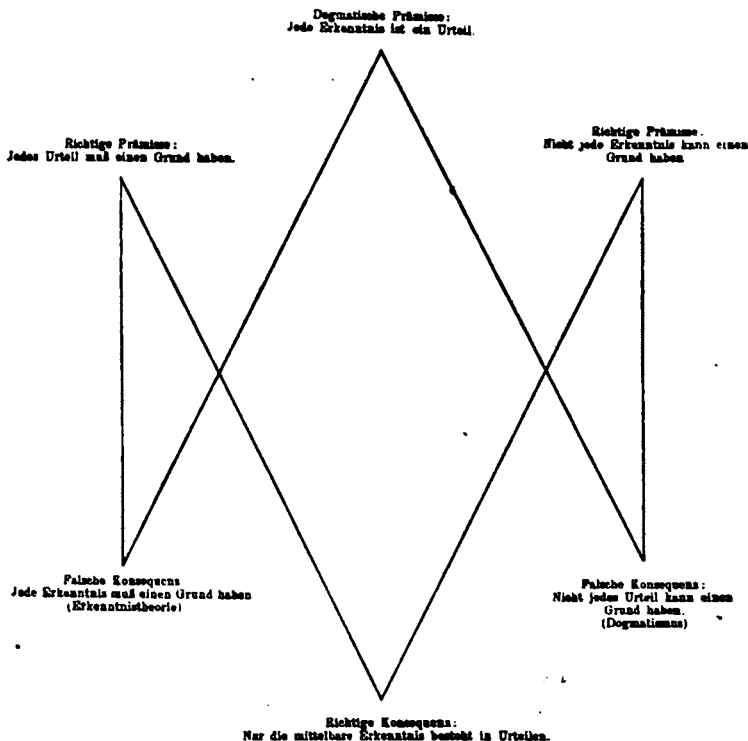 Dogmatische Prämisse:
Jede Erkenntnis ist ein Urteil.
Richtige Prämisse:
Jedes Urteil muß einen Grund haben.
Richtige Prämisse.
Nicht jede Erkenntnis kann einen
Grund haben
Falsche Konsequenz
Jede Erkenntnis muß einen Grund haben
(Erkenntnistheorie)
Falsche Konsequenz:
Nicht jedes Urteil kann einen
Grund haben.
(Dogmatismus)
Richtige Konsequenz:
Nur die mittelbare Erkenntnis besteht in Urteilen.